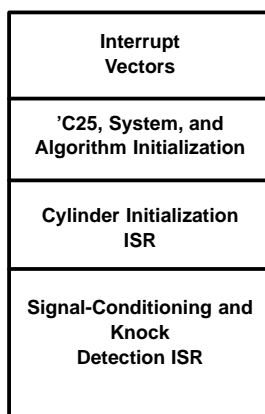 Interrupt
Vectors
’C25, System, and
Algorithm Initialization
Cylinder Initialization
ISR
Signal-Conditioning and
Knock
Detection ISR